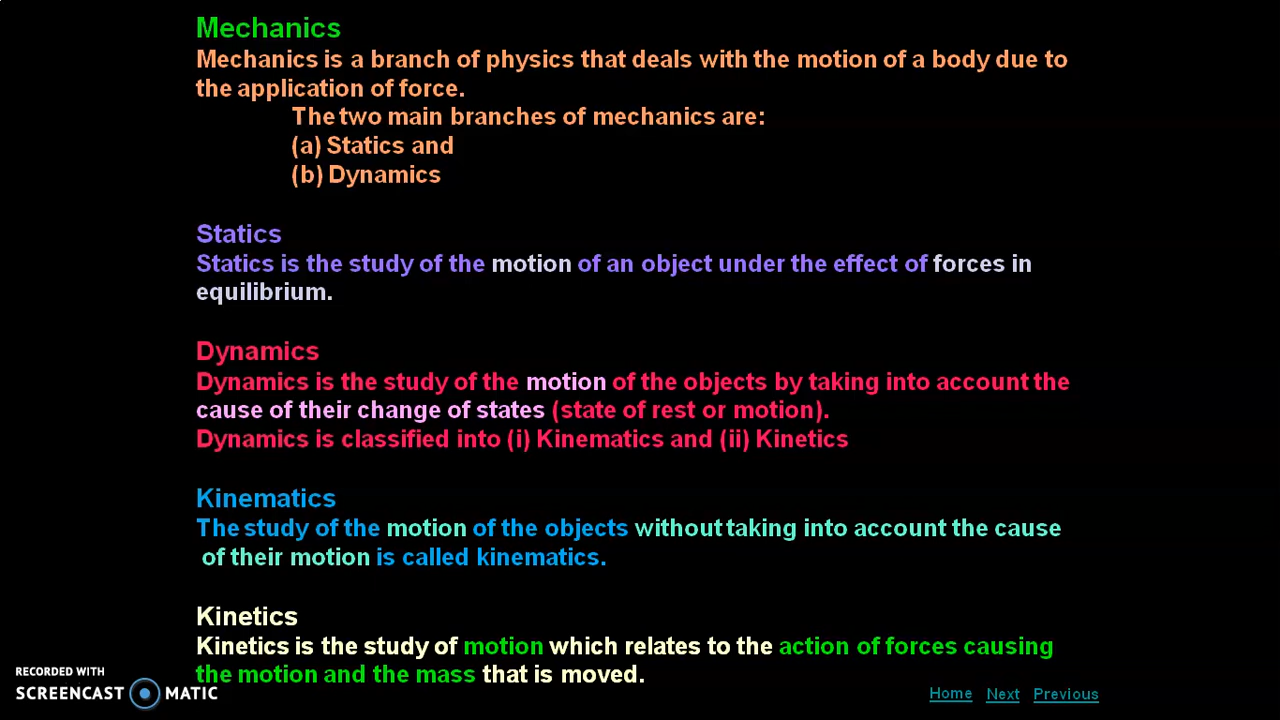 Mechanics
Mechanics is a branch of physics that deals with the motion of a body due to
the application of force.
The two main branches of mechanics are:
(a) Statics and
(b) Dynamics
Statics
Statics is the study of the motion of an object under the effect of forces in
equilibrium.
Dynamics
Dynamics is the study of the motion of the objects by taking into account the
cause of their change of states (state of rest or motion).
Dynamics is classified into (i) Kinematics and (ii) Kinetics
Kinematics
The study of the motion of the objects without taking into account the cause
of their motion is called kinematics.
Kinetics
Kinetics is the study of motion which relates to the action of forces causing
the motion and the mass that is moved.
RECORDED WITH
SCREENCAST MATIC
Home Next Previous